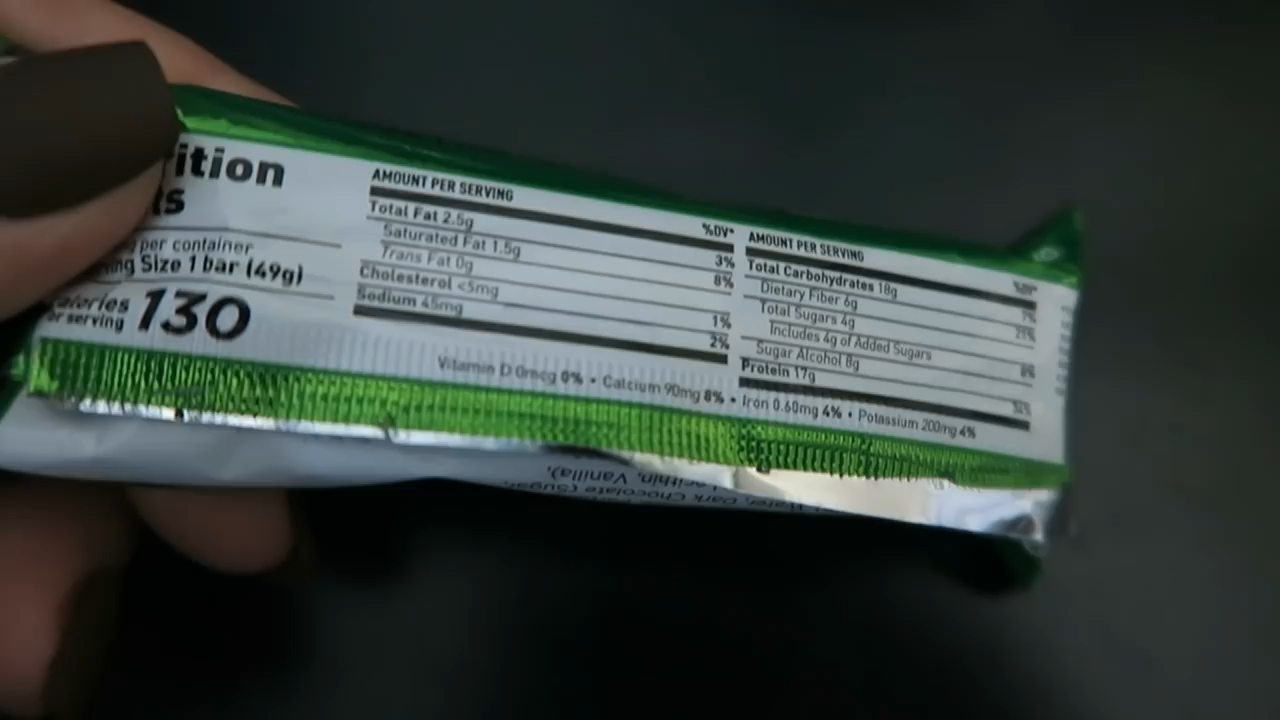 ition
ts
per container
ing Size 1 bar (49g)
alories
or serving 130
AMOUNT PER SERVING
%DV*
Total Fat 2.5g 3%
Saturated Fat 1.5g 8%
Trans Fat 0g
Cholesterol <5mg 1%
Sodium 45mg 2%
AMOUNT PER SERVING
%DV*
Total Carbohydrates 18g 7%
Dietary Fiber 6g 21%
Total Sugars 4g
Includes 4g of Added Sugars 8%
Sugar Alcohol 8g
Protein 17g
Vitamin D 0mcg 0% • Calcium 90mg 8% • Iron 0.60mg 4% • Potassium 200mg 4%
Dark Chocolate (Sugar,
Lecithin, Vanilla),